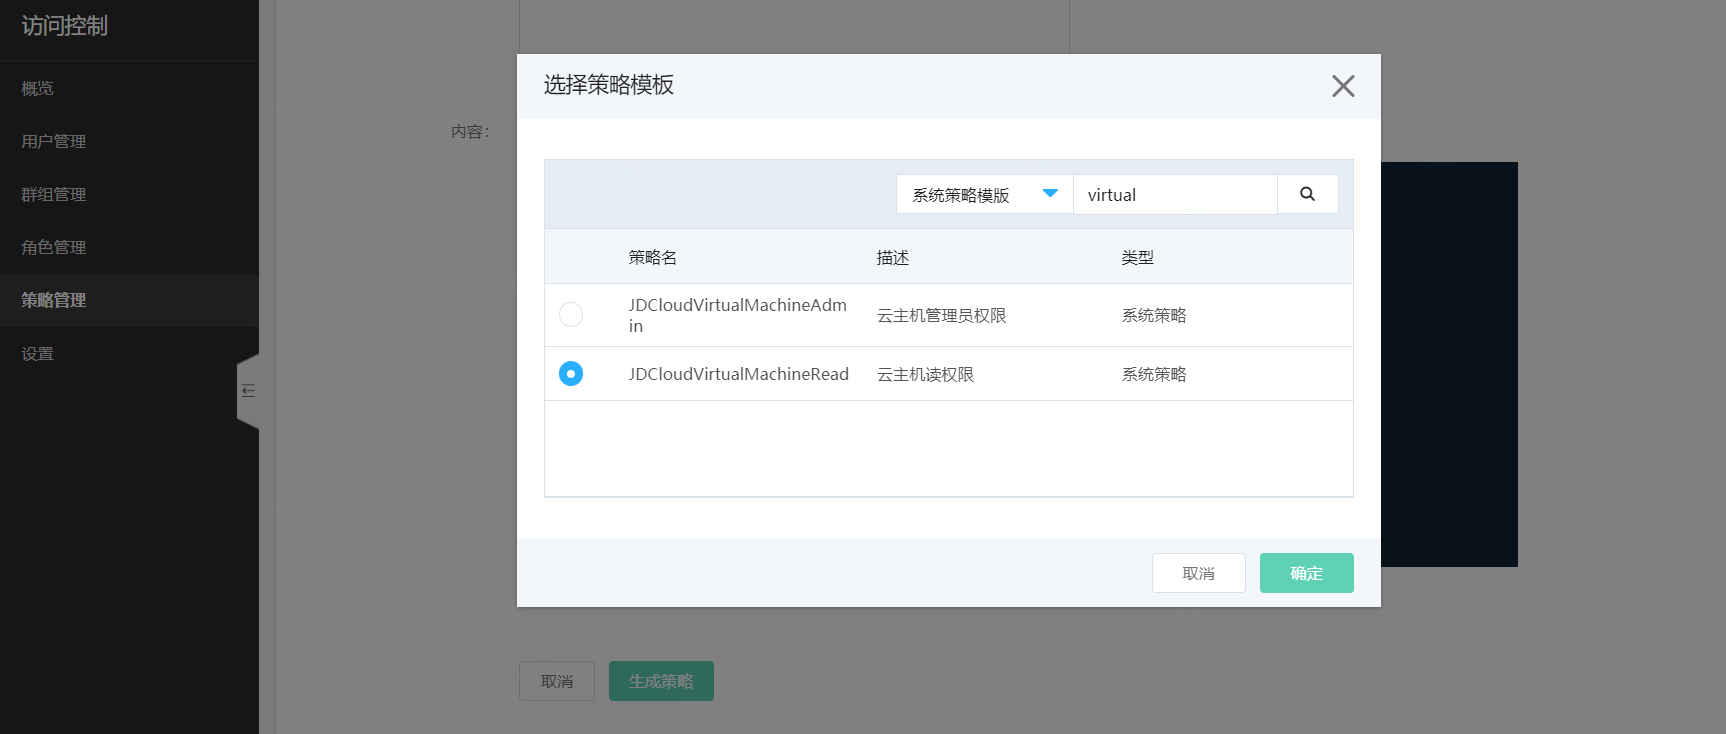 访问控制
概览
用户管理
群组管理
角色管理
策略管理
设置
内容：
选择策略模板
系统策略模版
virtual
策略名
描述
类型
JDCloudVirtualMachineAdm
in
云主机管理员权限
系统策略
JDCloudVirtualMachineRead
云主机读权限
系统策略
取消
确定
取消
生成策略